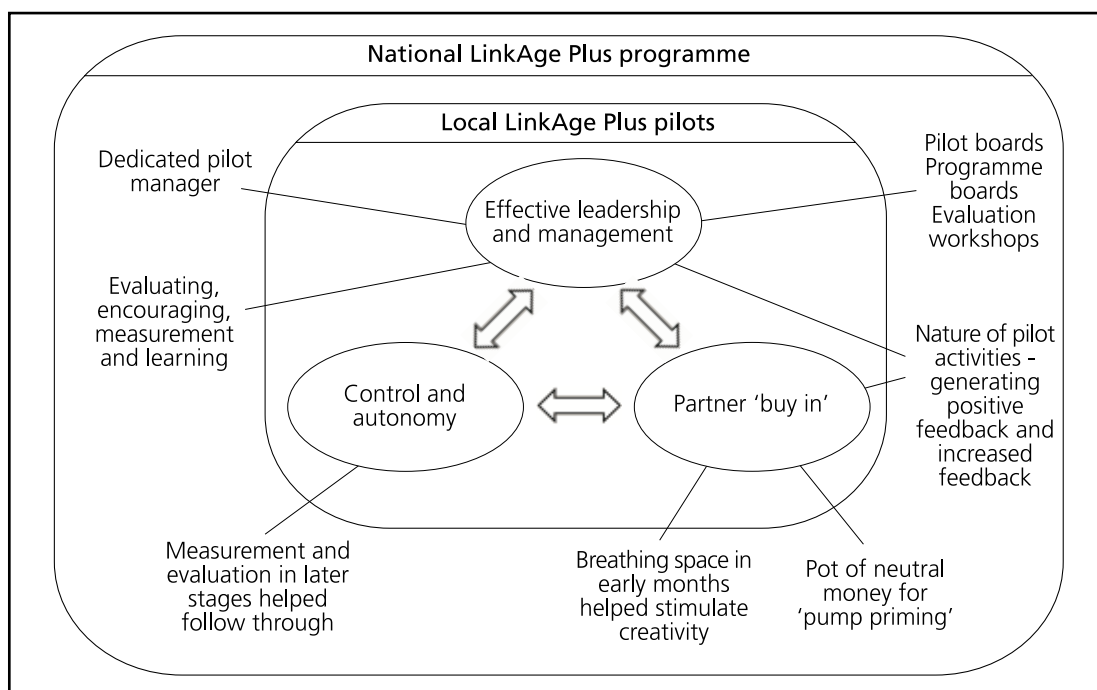 National LinkAge Plus programme
Local LinkAge Plus pilots
Dedicated pilot
manager
Effective leadership
and management
Pilot boards
Programme
boards
Evaluation
workshops
Evaluating,
encouraging,
measurement
and learning
Control and
autonomy
Partner ‘buy in’
Nature of pilot
activities -
generating
positive
feedback and
increased
feedback
Measurement and
evaluation in later
stages helped
follow through
Breathing space in
early months
helped stimulate
creativity
Pot of neutral
money for
‘pump priming’